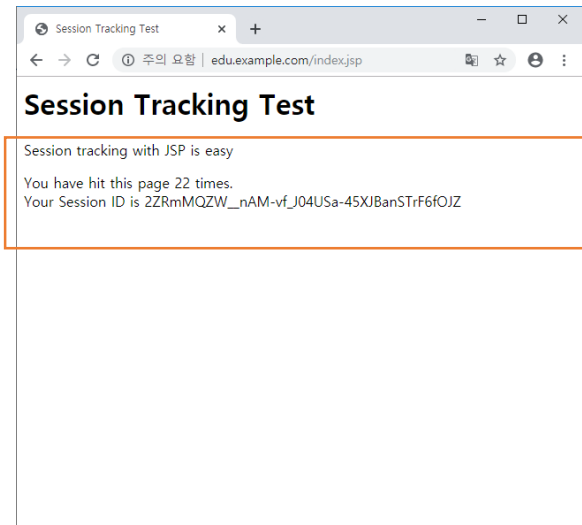 Session Tracking Test
주의 요함 | edu.example.com/index.jsp
Session Tracking Test
Session tracking with JSP is easy
You have hit this page 22 times.
Your Session ID is 2ZRmMQZW__nAM-vf_J04USa-45XJBanSTrF6fOJZ